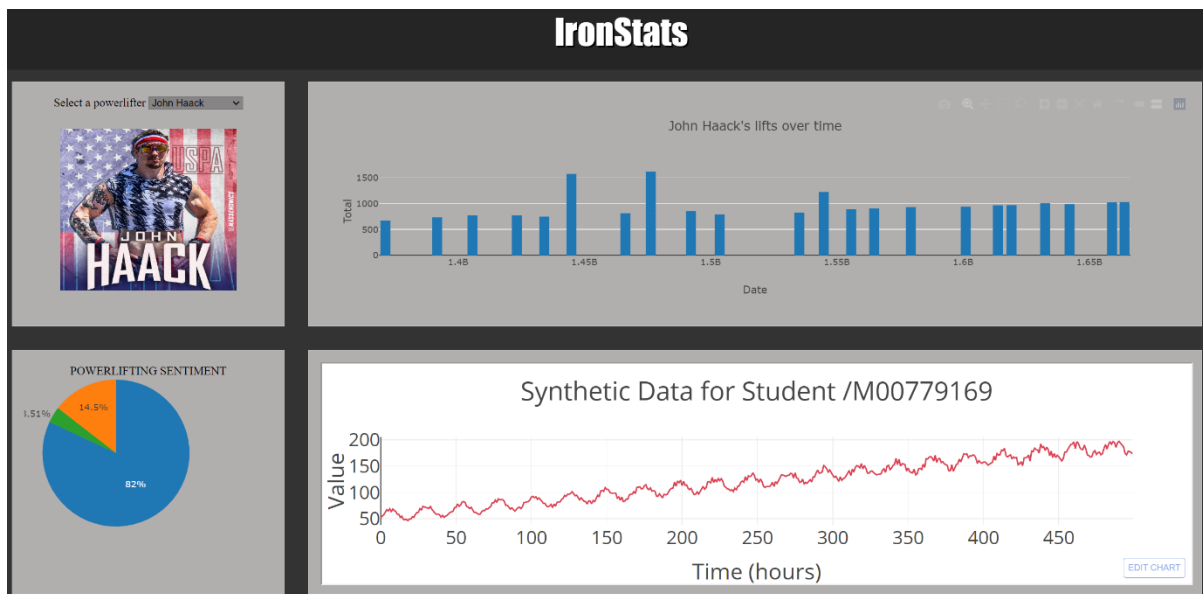 IronStats
Select a powerlifter John Haack
USPA
JOHN
HAACK
John Haack's lifts over time
Total
1500
1000
500
0
1.4B 1.45B 1.5B 1.55B 1.6B 1.65B
Date
POWERLIFTING SENTIMENT
14.5%
.51%
82%
Synthetic Data for Student /M00779169
Value
200
150
100
50
0 50 100 150 200 250 300 350 400 450
Time (hours)
EDIT CHART